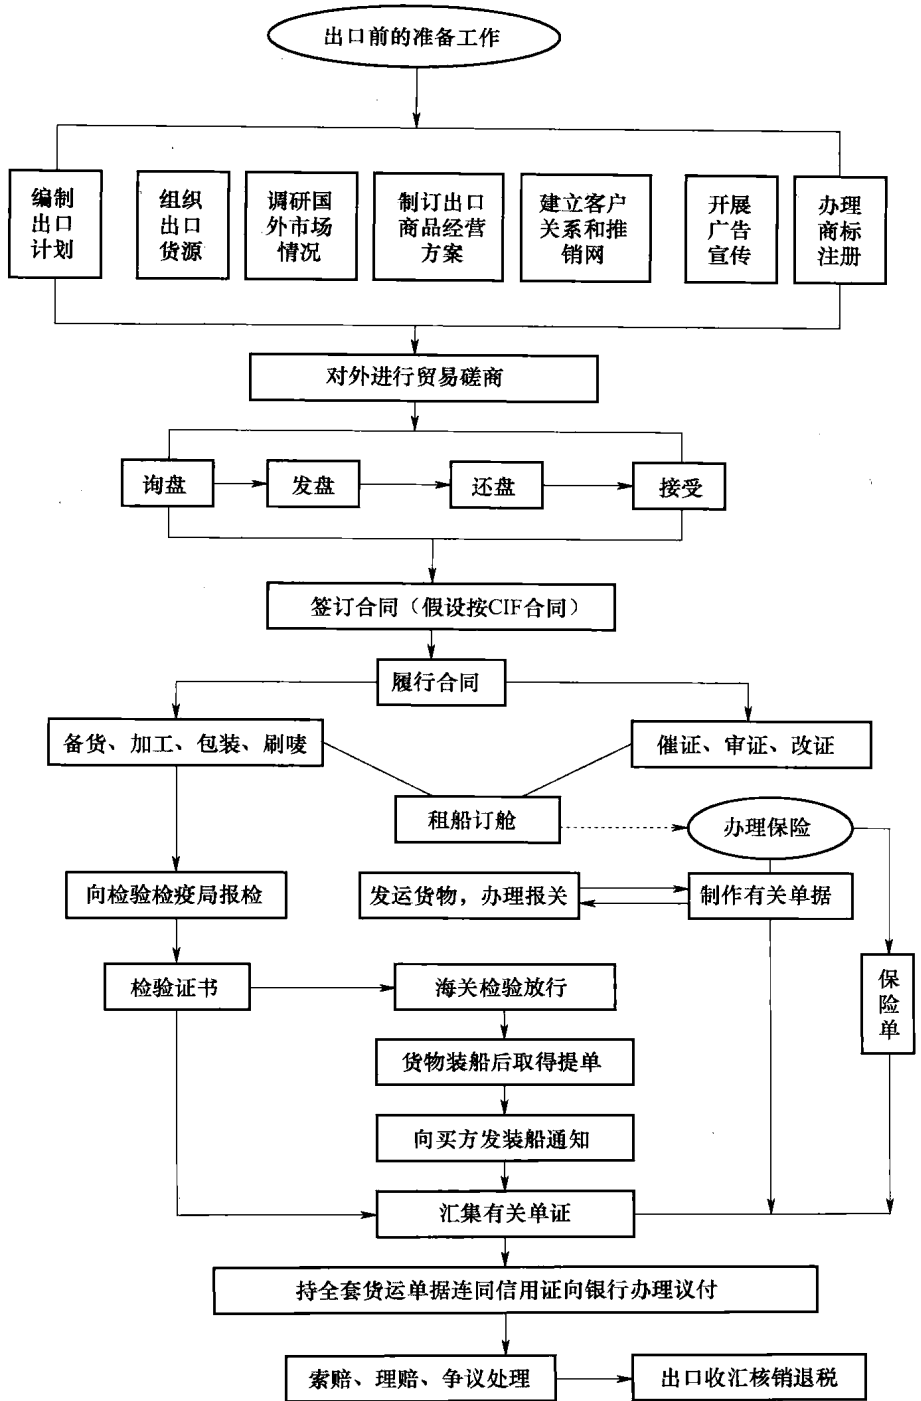 出口前的准备工作
编制
出口
计划
组织
出口
货源
调研国
外市场
情况
制订出口
商品经营
方案
建立客户
关系和推
销网
开展
广告
宣传
办理
商标
注册
对外进行贸易磋商
询盘
发盘
还盘
接受
签订合同（假设按CIF合同）
履行合同
备货、加工、包装、刷唛
催证、审证、改证
租船订舱
办理保险
向检验检疫局报检
发运货物，办理报关
制作有关单据
检验证书
海关检验放行
保
险
单
货物装船后取得提单
向买方发装船通知
汇集有关单证
持全套货运单据连同信用证向银行办理议付
索赔、理赔、争议处理
出口收汇核销退税